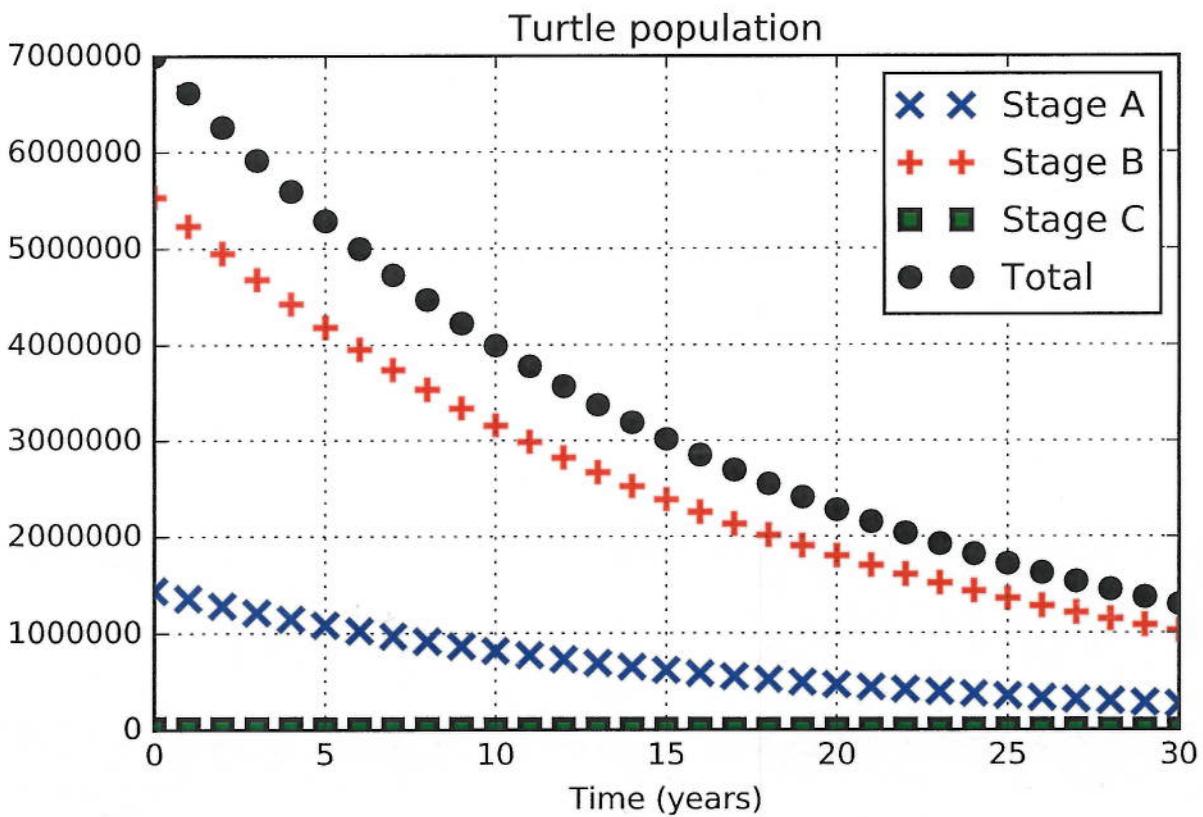 Turtle population
7000000
6000000
5000000
4000000
3000000
2000000
1000000
0
Stage A
Stage B
Stage C
Total
0 5 10 15 20 25 30
Time (years)